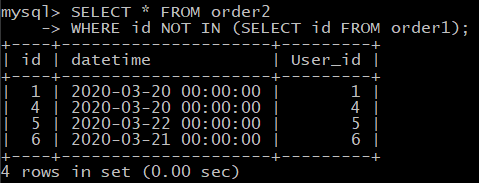 mysql> SELECT * FROM order2
    -> WHERE id NOT IN (SELECT id FROM order1);
+----+---------------------+---------+
| id | datetime            | User_id |
+----+---------------------+---------+
|  1 | 2020-03-20 00:00:00 |       1 |
|  4 | 2020-03-20 00:00:00 |       4 |
|  5 | 2020-03-22 00:00:00 |       5 |
|  6 | 2020-03-21 00:00:00 |       6 |
+----+---------------------+---------+
4 rows in set (0.00 sec)